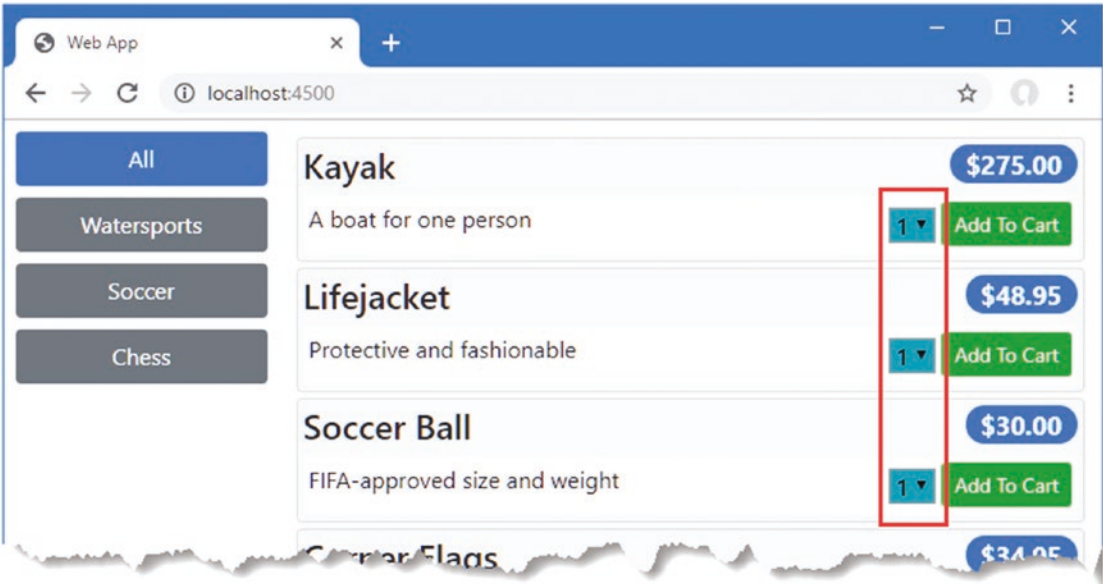 Web App
localhost:4500
All
Watersports
Soccer
Chess
Kayak
$275.00
A boat for one person
1
Add To Cart
Lifejacket
$48.95
Protective and fashionable
1
Add To Cart
Soccer Ball
$30.00
FIFA-approved size and weight
1
Add To Cart
Corner Flags
$34.95